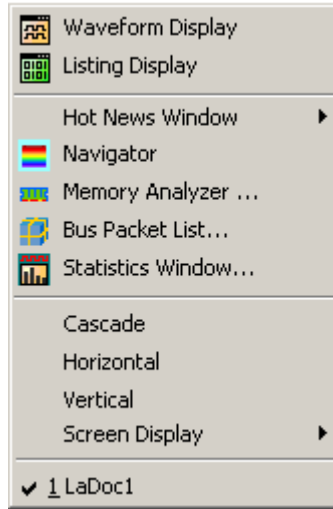 Waveform Display
Listing Display
Hot News Window
Navigator
Memory Analyzer ...
Bus Packet List...
Statistics Window...
Cascade
Horizontal
Vertical
Screen Display
1 LaDoc1